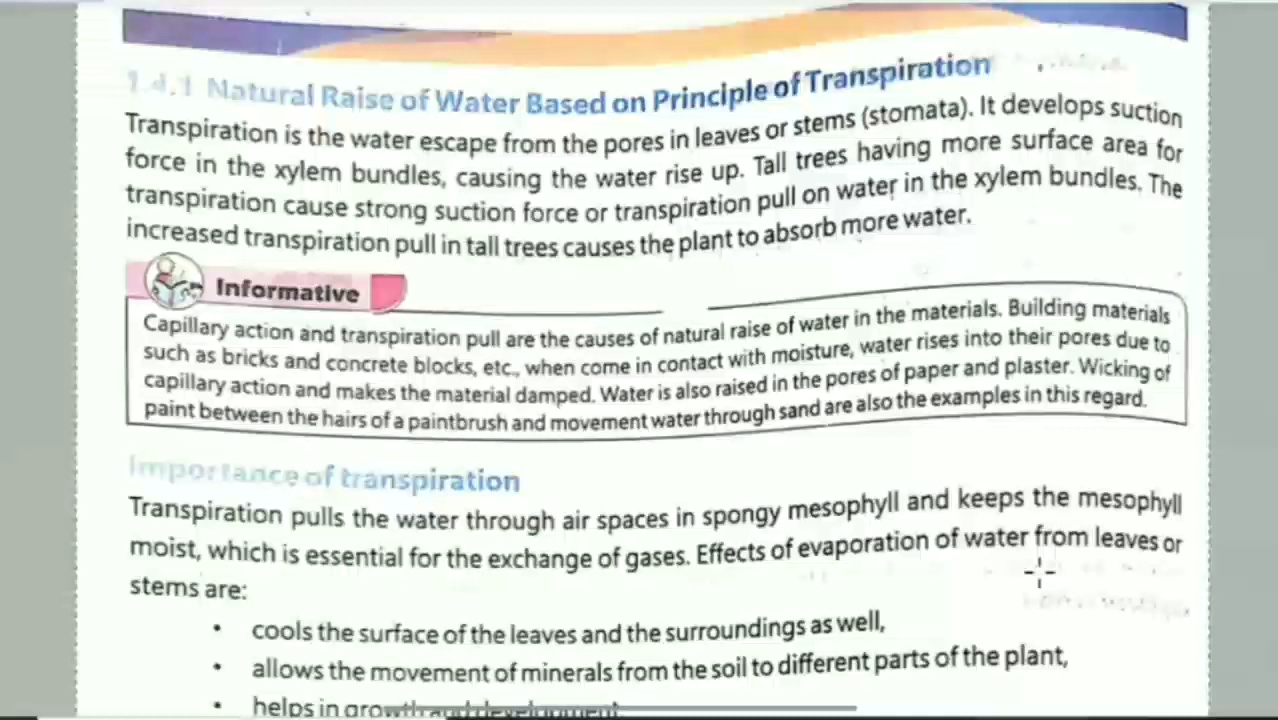 1.4.1 Natural Raise of Water Based on Principle of Transpiration
Transpiration is the water escape from the pores in leaves or stems (stomata). It develops suction
force in the xylem bundles, causing the water rise up. Tall trees having more surface area for
transpiration cause strong suction force or transpiration pull on water in the xylem bundles. The
increased transpiration pull in tall trees causes the plant to absorb more water.
Informative
Capillary action and transpiration pull are the causes of natural raise of water in the materials. Building materials
such as bricks and concrete blocks, etc., when come in contact with moisture, water rises into their pores due to
capillary action and makes the material damped. Water is also raised in the pores of paper and plaster. Wicking of
paint between the hairs of a paintbrush and movement water through sand are also the examples in this regard.
Importance of transpiration
Transpiration pulls the water through air spaces in spongy mesophyll and keeps the mesophyll
moist, which is essential for the exchange of gases. Effects of evaporation of water from leaves or
stems are:
• cools the surface of the leaves and the surroundings as well,
• allows the movement of minerals from the soil to different parts of the plant,
• helps in growth and development